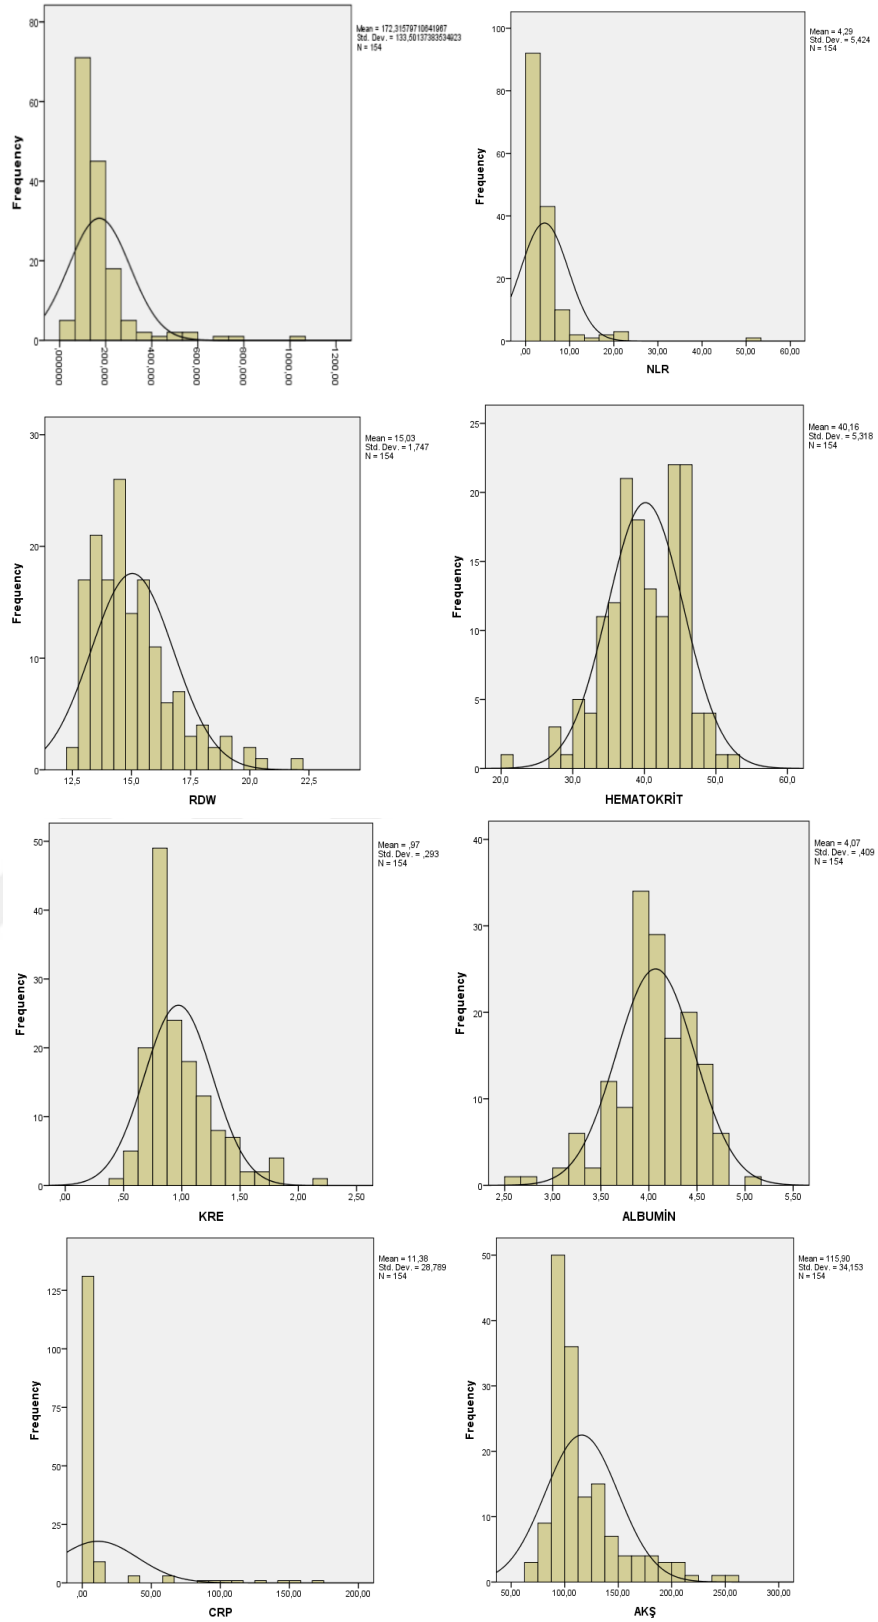 Mean = 172,31579710641967
Std. Dev. = 133,50137383534923
N = 154
Frequency
80
60
40
20
0
,0000000
200,0000
400,0000
600,0000
800,0000
1000,00
1200,00
Mean = 4,29
Std. Dev. = 5,424
N = 154
Frequency
100
80
60
40
20
0
,00 10,00 20,00 30,00 40,00 50,00 60,00
NLR
Mean = 15,03
Std. Dev. = 1,747
N = 154
Frequency
30
20
10
0
12,5 15,0 17,5 20,0 22,5
RDW
Mean = 40,16
Std. Dev. = 5,318
N = 154
Frequency
25
20
15
10
5
0
20,0 30,0 40,0 50,0 60,0
HEMATOKRİT
Mean = ,97
Std. Dev. = ,293
N = 154
Frequency
50
40
30
20
10
0
,00 ,50 1,00 1,50 2,00 2,50
KRE
Mean = 4,07
Std. Dev. = ,409
N = 154
Frequency
40
30
20
10
0
2,50 3,00 3,50 4,00 4,50 5,00 5,50
ALBUMİN
Mean = 11,38
Std. Dev. = 28,789
N = 154
Frequency
125
100
75
50
25
0
,00 50,00 100,00 150,00 200,00
CRP
Mean = 115,90
Std. Dev. = 34,153
N = 154
Frequency
50
40
30
20
10
0
50,00 100,00 150,00 200,00 250,00 300,00
AKŞ